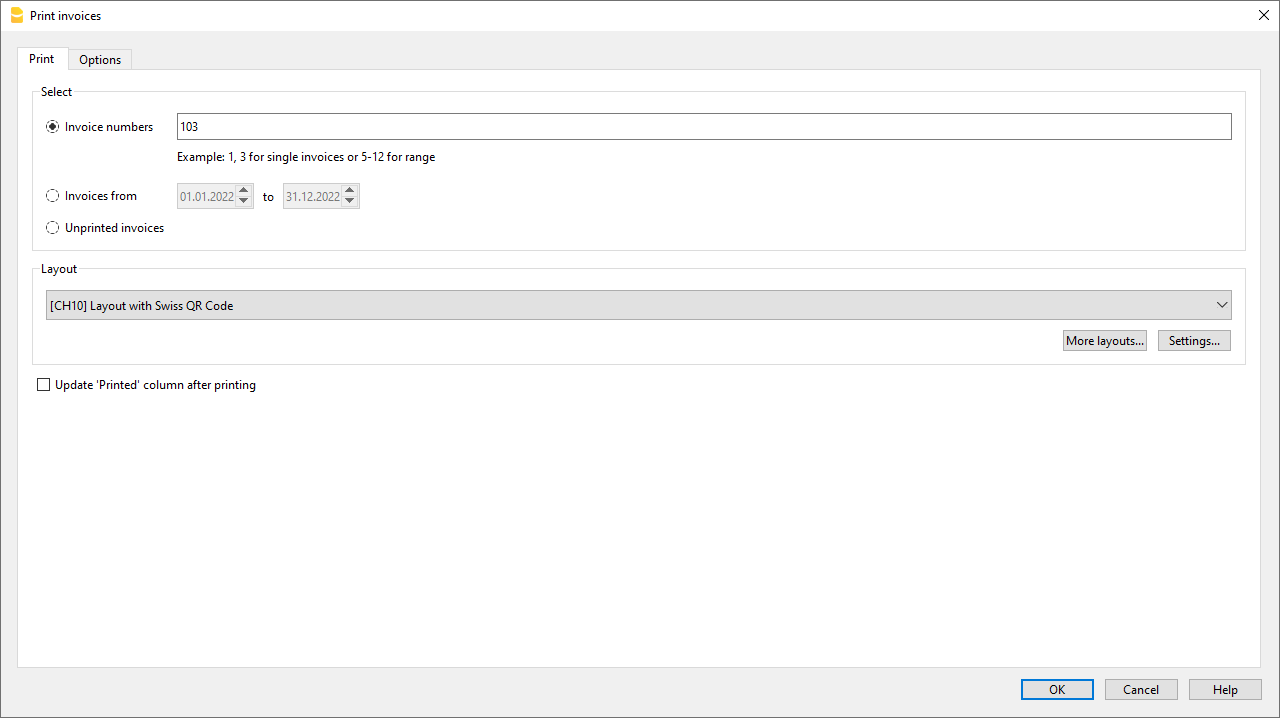 Print invoices
Print Options
Select
Invoice numbers 103
Example: 1, 3 for single invoices or 5-12 for range
Invoices from 01.01.2022 to 31.12.2022
Unprinted invoices
Layout
[CH10] Layout with Swiss QR Code
More layouts... Settings...
Update 'Printed' column after printing
OK Cancel Help